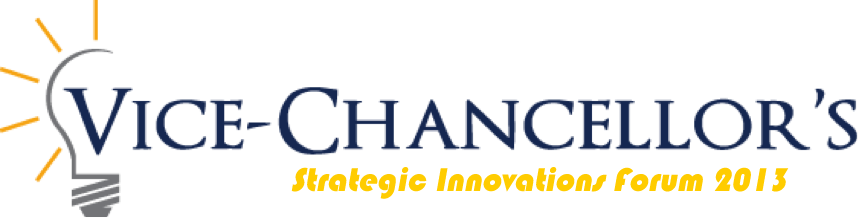 Vice-Chancellor's
Strategic Innovations Forum 2013